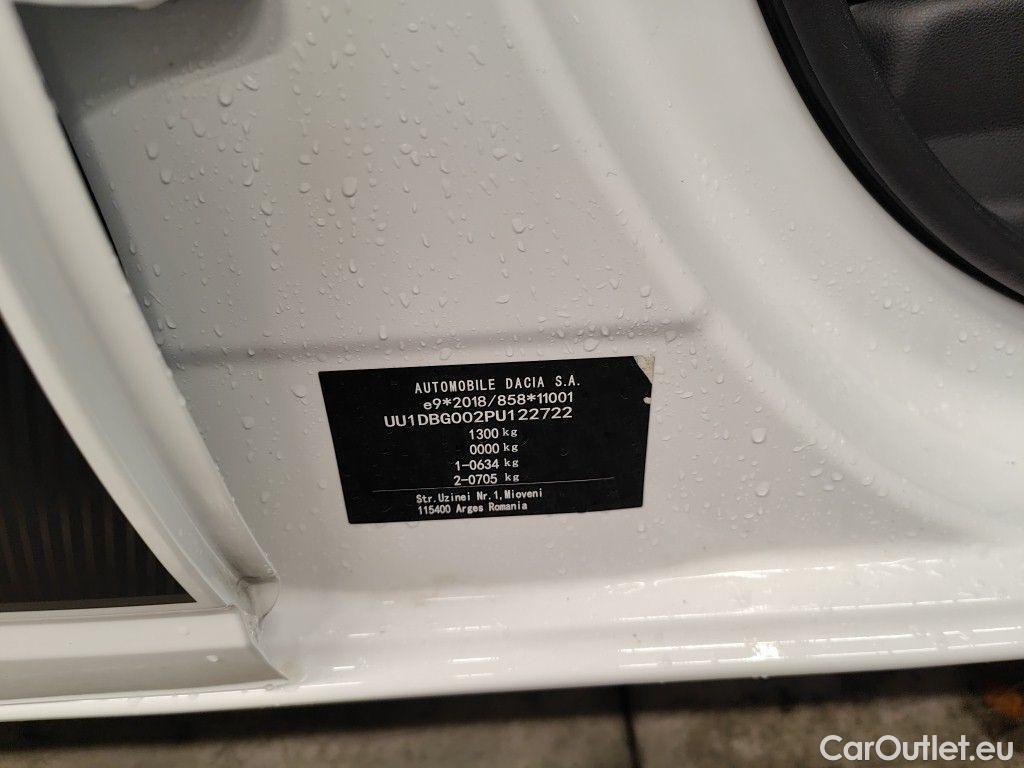 AUTOMOBILE DACIA S.A.
e9*2018/858*11001
UU1DBG002PU122722
1300 kg
0000 kg
1-0634 kg
2-0705 kg
Str.Uzinei Nr.1,Mioveni
115400 Arges Romania
CarOutlet.eu